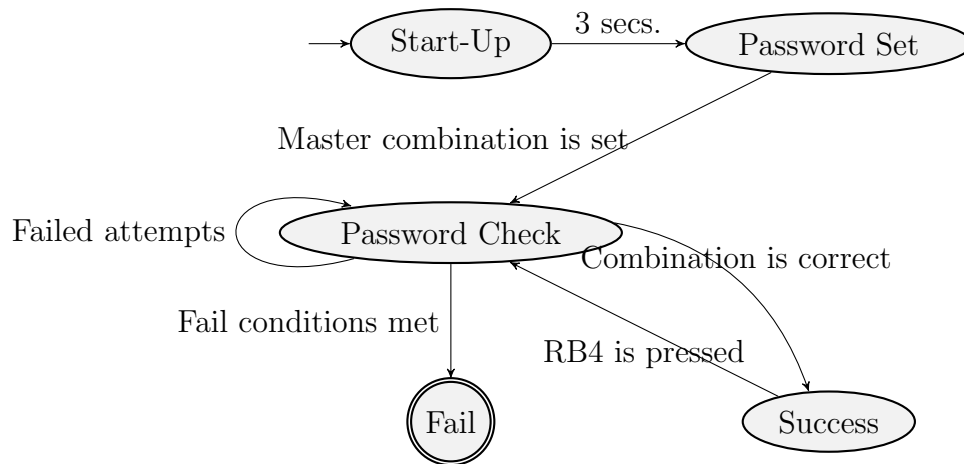 Start-Up
3 secs.
Password Set
Master combination is set
Failed attempts
Password Check
Combination is correct
Fail conditions met
RB4 is pressed
Fail
Success